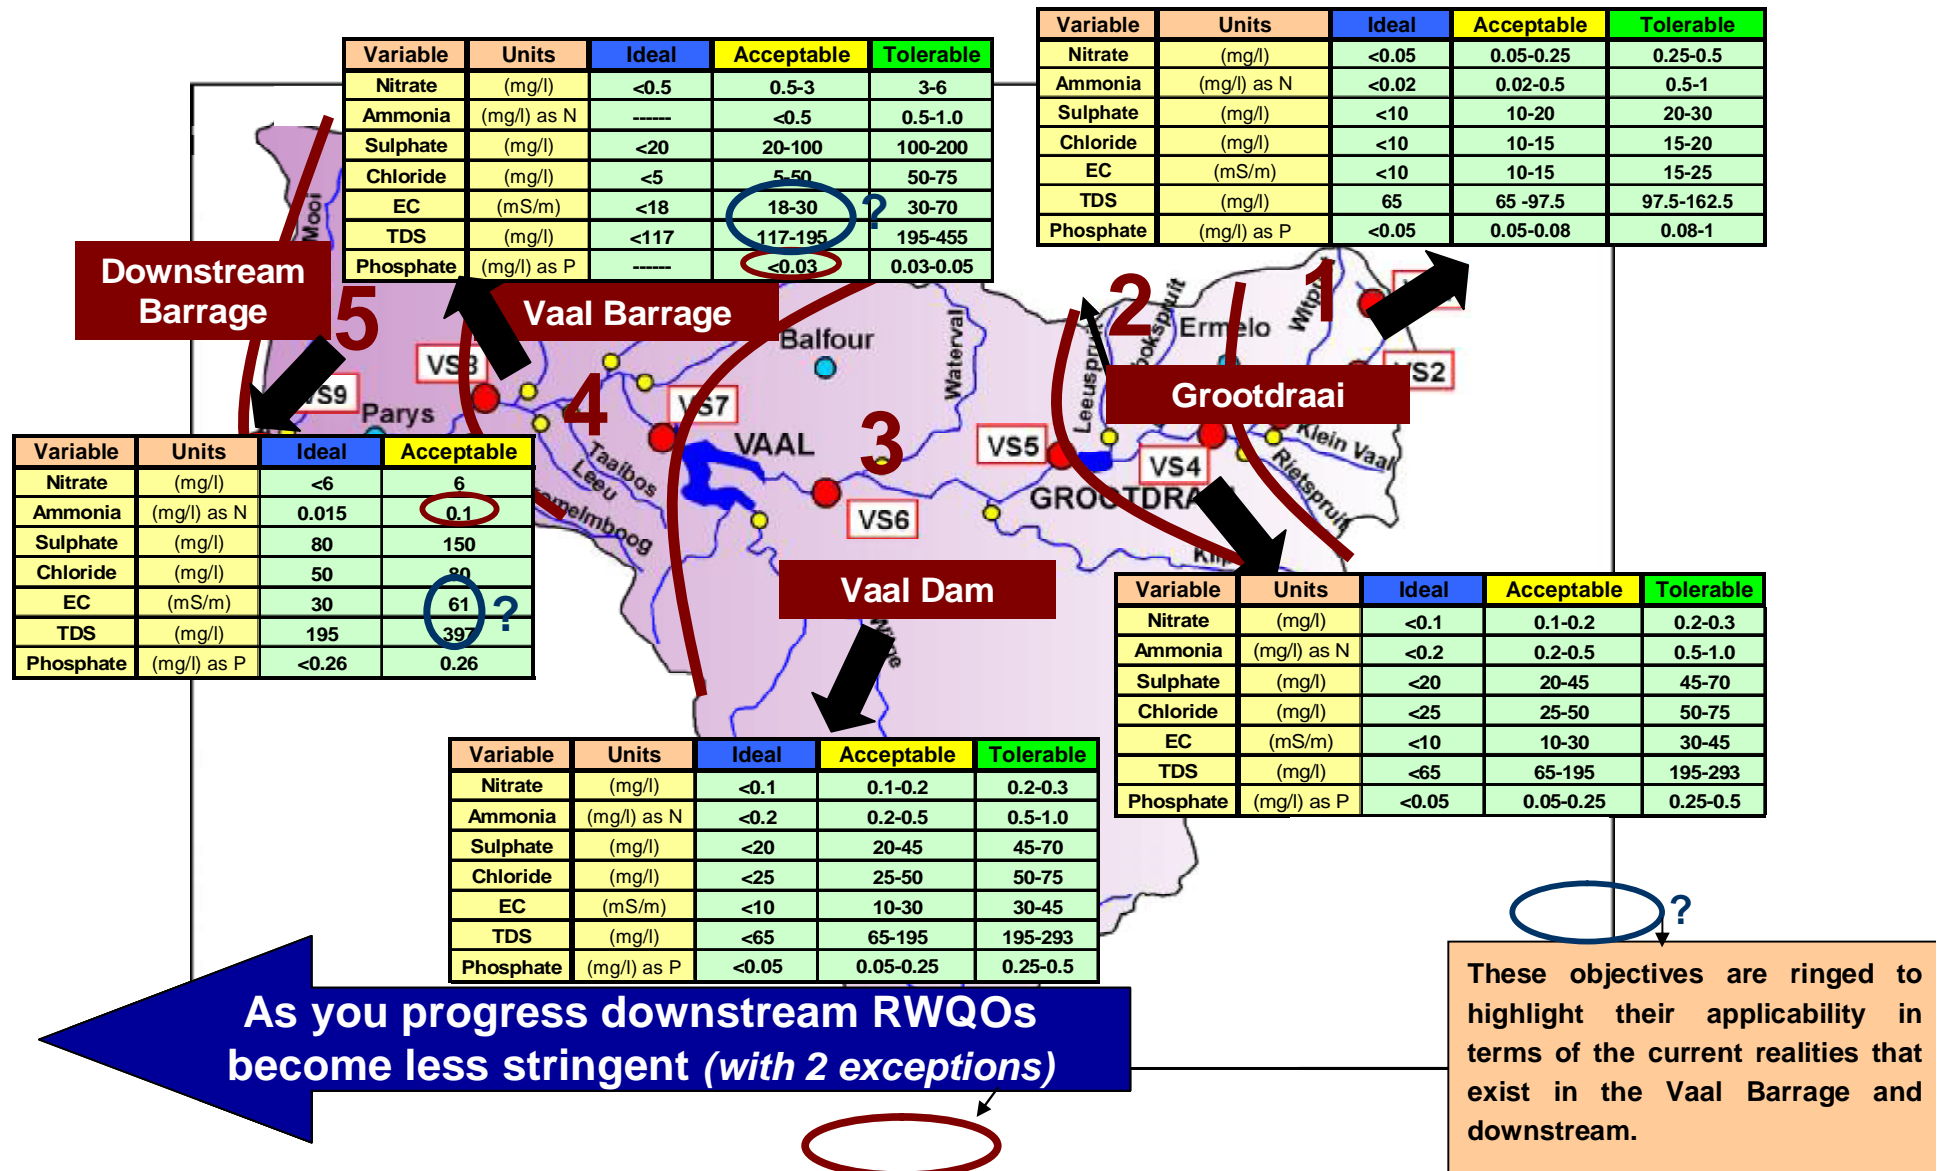 Variable Units Ideal Acceptable Tolerable
Nitrate (mg/l) <0.5 0.5-3 3-6
Ammonia (mg/l) as N ------ <0.5 0.5-1.0
Sulphate (mg/l) <20 20-100 100-200
Chloride (mg/l) <5 5-50 50-75
EC (mS/m) <18 18-30 30-70
TDS (mg/l) <117 117-195 195-455
Phosphate (mg/l) as P ------ <0.03 0.03-0.05
?
Variable Units Ideal Acceptable Tolerable
Nitrate (mg/l) <0.05 0.05-0.25 0.25-0.5
Ammonia (mg/l) as N <0.02 0.02-0.5 0.5-1
Sulphate (mg/l) <10 10-20 20-30
Chloride (mg/l) <10 10-15 15-20
EC (mS/m) <10 10-15 15-25
TDS (mg/l) 65 65 -97.5 97.5-162.5
Phosphate (mg/l) as P <0.05 0.05-0.08 0.08-1
Mooi
Downstream
Barrage
5
Vaal Barrage
2
1
Balfour
Waterval
Leeuspruit
Ermelo
VS8
VS2
Grootdraai
VS9
Parys
4
VS7
3
VAAL
VS5
VS4
Klein Vaal
Rietspruit
Taaibos
Leeu
VS6
Vaal Dam
Variable Units Ideal Acceptable
Nitrate (mg/l) <6 6
Ammonia (mg/l) as N 0.015 0.1
Sulphate (mg/l) 80 150
Chloride (mg/l) 50 80
EC (mS/m) 30 61
TDS (mg/l) 195 397
Phosphate (mg/l) as P <0.26 0.26
?
Variable Units Ideal Acceptable Tolerable
Nitrate (mg/l) <0.1 0.1-0.2 0.2-0.3
Ammonia (mg/l) as N <0.2 0.2-0.5 0.5-1.0
Sulphate (mg/l) <20 20-45 45-70
Chloride (mg/l) <25 25-50 50-75
EC (mS/m) <10 10-30 30-45
TDS (mg/l) <65 65-195 195-293
Phosphate (mg/l) as P <0.05 0.05-0.25 0.25-0.5
Variable Units Ideal Acceptable Tolerable
Nitrate (mg/l) <0.1 0.1-0.2 0.2-0.3
Ammonia (mg/l) as N <0.2 0.2-0.5 0.5-1.0
Sulphate (mg/l) <20 20-45 45-70
Chloride (mg/l) <25 25-50 50-75
EC (mS/m) <10 10-30 30-45
TDS (mg/l) <65 65-195 195-293
Phosphate (mg/l) as P <0.05 0.05-0.25 0.25-0.5
?
These objectives are ringed to
highlight their applicability in
terms of the current realities that
exist in the Vaal Barrage and
downstream.
As you progress downstream RWQOs
become less stringent (with 2 exceptions)